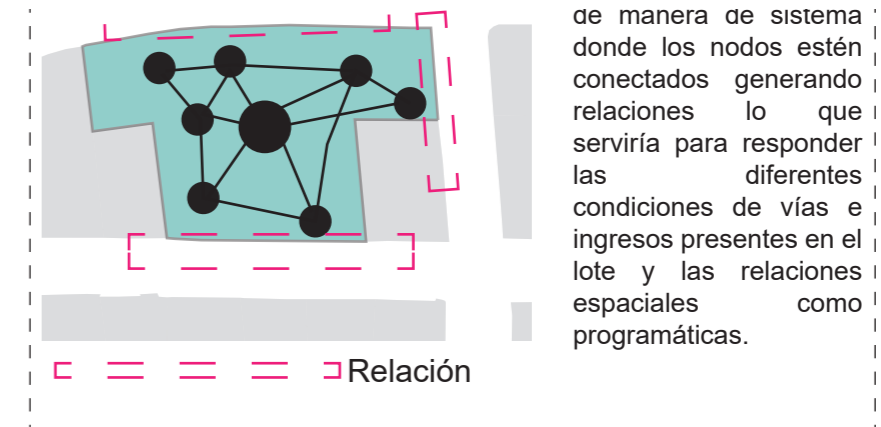 de manera de sistema
donde los nodos estén
conectados generando
relaciones lo que
serviría para responder
las diferentes
condiciones de vías e
ingresos presentes en el
lote y las relaciones
espaciales como
programáticas.
Relación